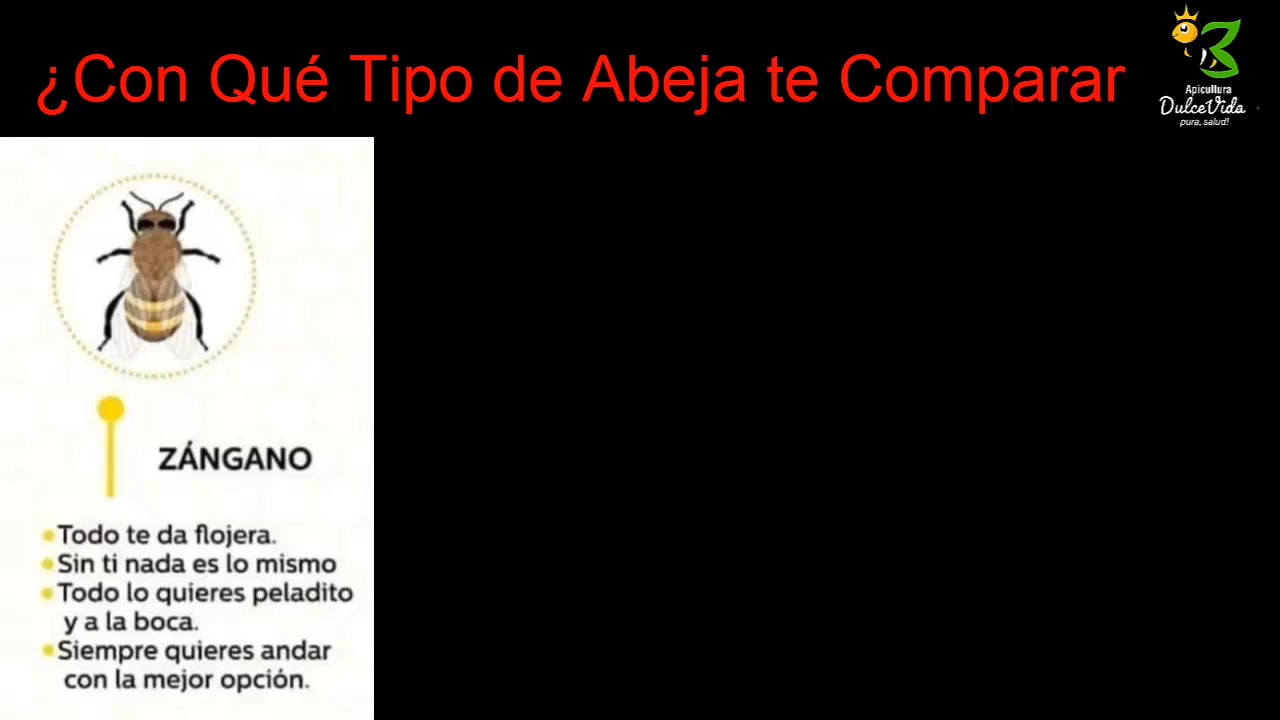 ¿Con Qué Tipo de Abeja te Comparar
Apicultura
DulceVida
pura, salud!
ZÁNGANO
Todo te da flojera.
Sin ti nada es lo mismo
Todo lo quieres peladito
y a la boca.
Siempre quieres andar
con la mejor opción.